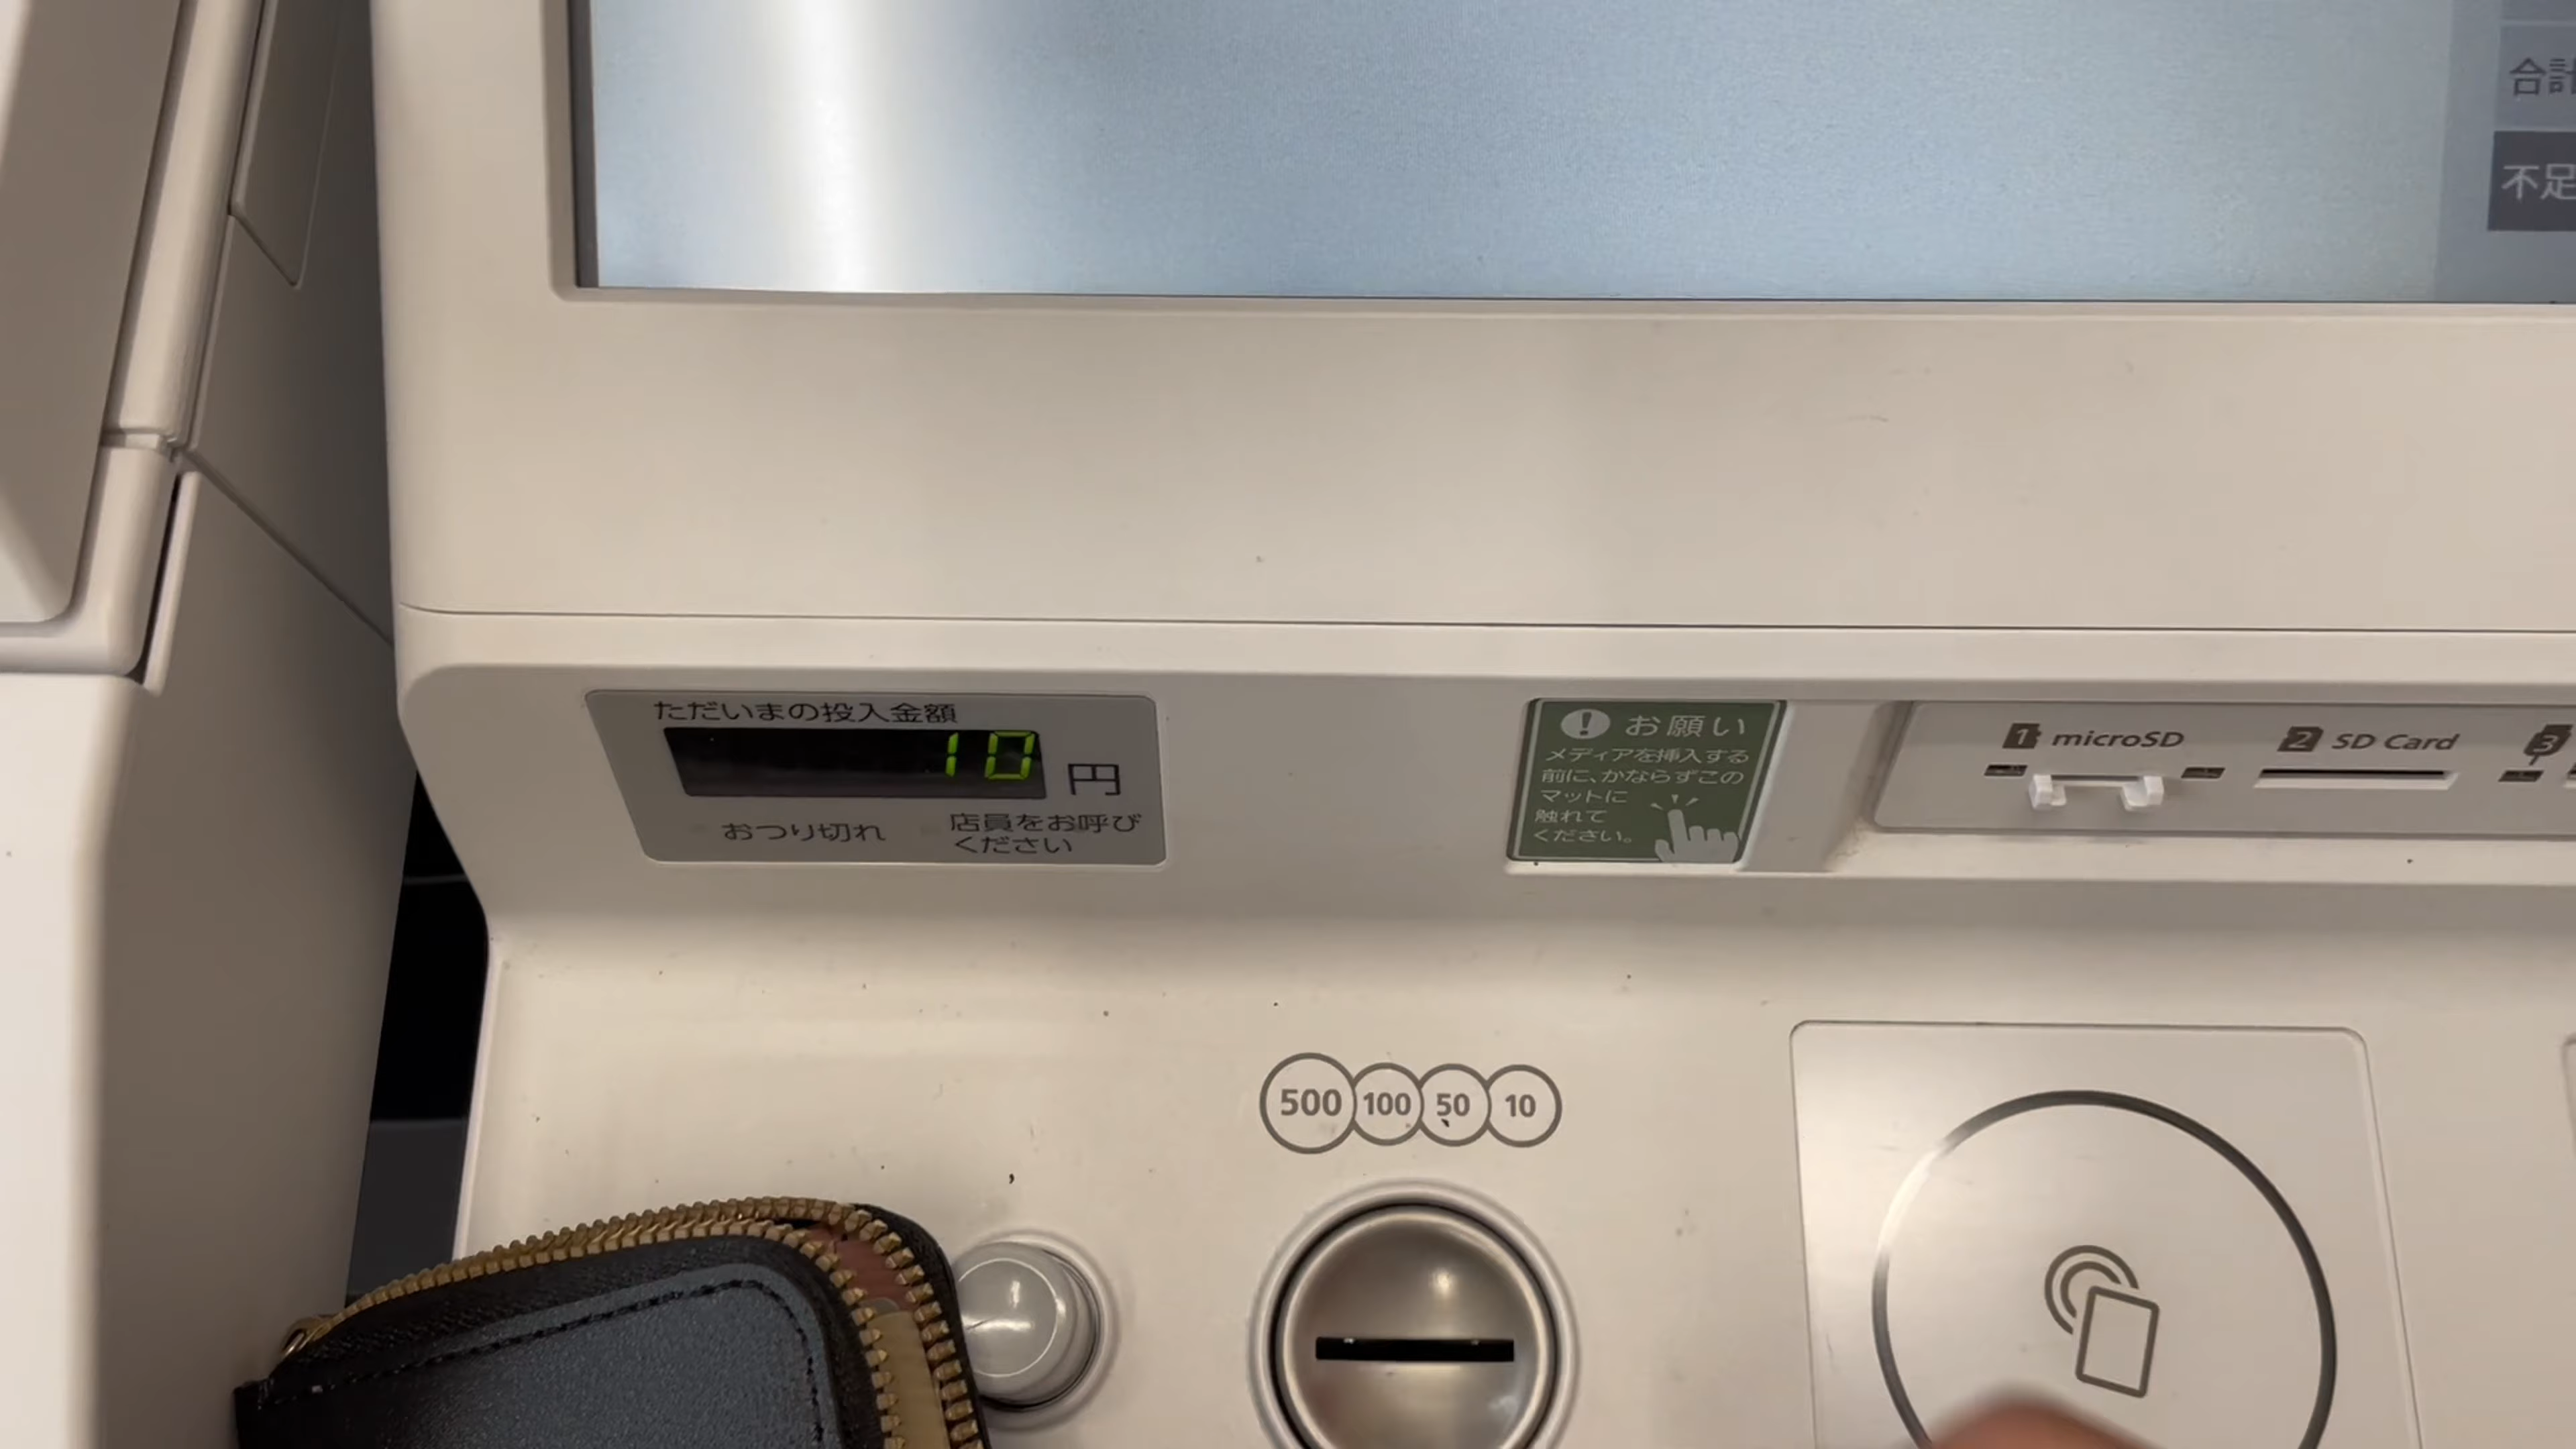 合計
不足
ただいまの投入金額
10
円
おつり切れ
店員をお呼び
ください
! お願い
メディアを挿入する
前に、かならずこの
マットに
触れて
ください。
1 microSD
2 SD Card
3
500 100 50 10